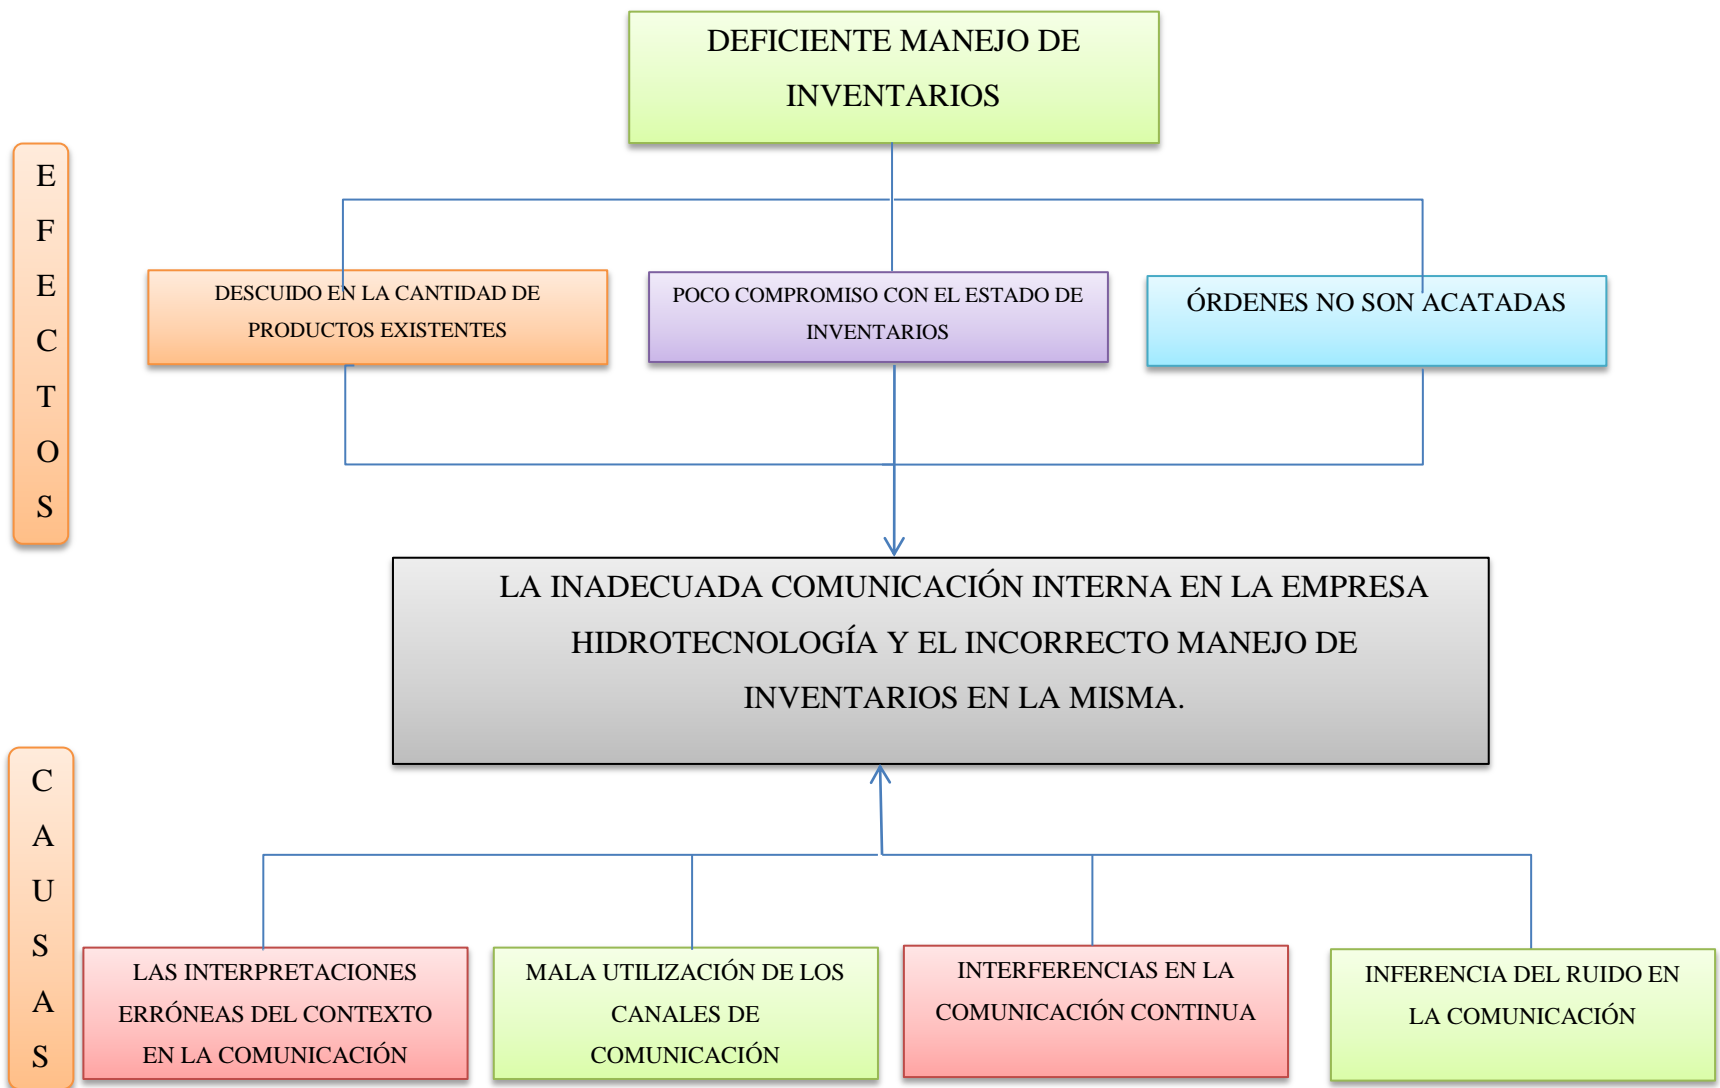 DEFICIENTE MANEJO DE
INVENTARIOS
E
F
E
C
T
O
S
DESCUIDO EN LA CANTIDAD DE
PRODUCTOS EXISTENTES
POCO COMPROMISO CON EL ESTADO DE
INVENTARIOS
ÓRDENES NO SON ACATADAS
LA INADECUADA COMUNICACIÓN INTERNA EN LA EMPRESA
HIDROTECNOLOGÍA Y EL INCORRECTO MANEJO DE
INVENTARIOS EN LA MISMA.
C
A
U
S
A
S
LAS INTERPRETACIONES
ERRÓNEAS DEL CONTEXTO
EN LA COMUNICACIÓN
MALA UTILIZACIÓN DE LOS
CANALES DE
COMUNICACIÓN
INTERFERENCIAS EN LA
COMUNICACIÓN CONTINUA
INFERENCIA DEL RUIDO EN
LA COMUNICACIÓN